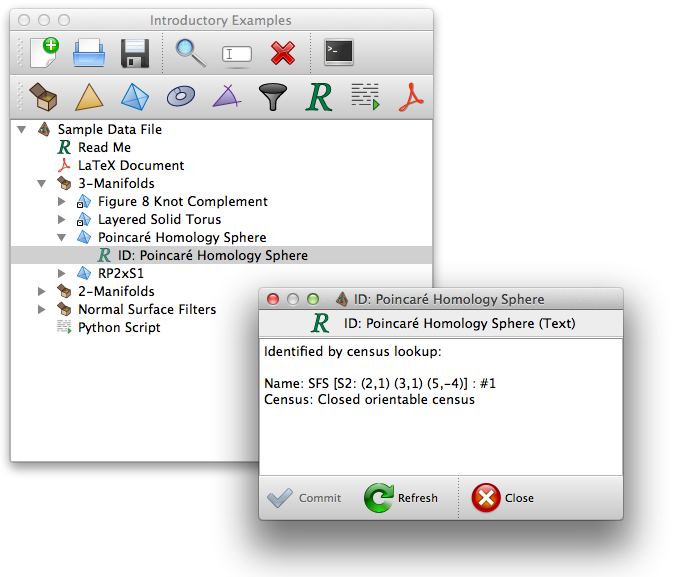 Introductory Examples
Sample Data File
R Read Me
LaTeX Document
3-Manifolds
Figure 8 Knot Complement
Layered Solid Torus
Poincaré Homology Sphere
R ID: Poincaré Homology Sphere
RP2xS1
2-Manifolds
Normal Surface Filters
Python Script
ID: Poincaré Homology Sphere
R ID: Poincaré Homology Sphere (Text)
Identified by census lookup:
Name: SFS [S2: (2,1) (3,1) (5,-4)] : #1
Census: Closed orientable census
Commit Refresh Close